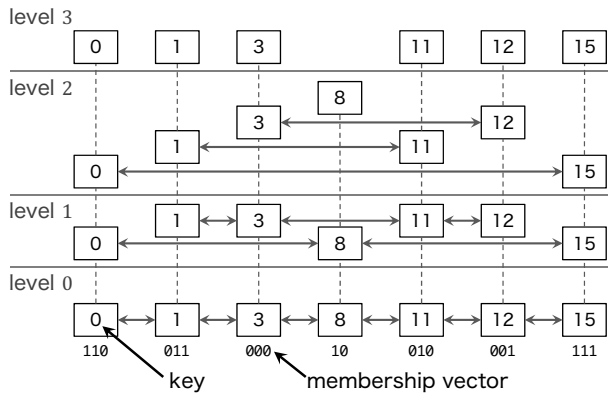 level 3
0 1 3 11 12 15
level 2
8
3 12
1 11
0 15
level 1
1 3 11 12
0 8 15
level 0
0 1 3 8 11 12 15
110 011 000 10 010 001 111
key membership vector